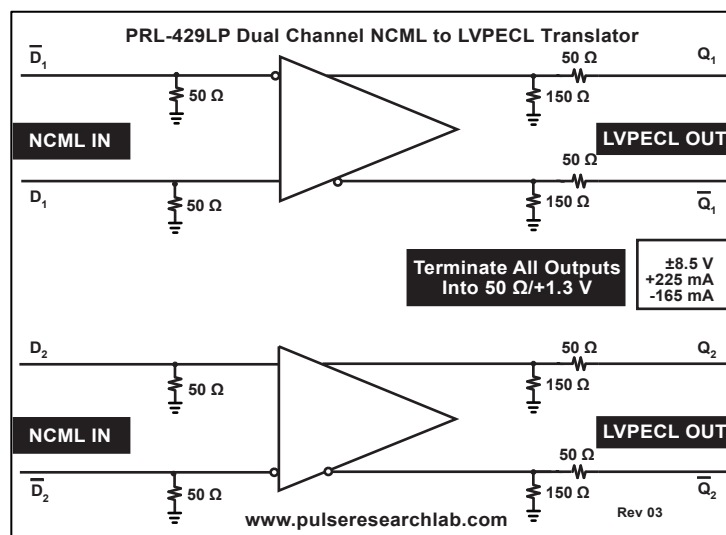 PRL-429LP Dual Channel NCML to LVPECL Translator
D̅₁
50 Ω
Q₁
50 Ω
150 Ω
NCML IN
LVPECL OUT
50 Ω
D₁
50 Ω
150 Ω
Q̅₁
Terminate All Outputs
Into 50 Ω/+1.3 V
±8.5 V
+225 mA
-165 mA
D₂
50 Ω
Q₂
50 Ω
150 Ω
NCML IN
LVPECL OUT
50 Ω
D̅₂
50 Ω
150 Ω
Q̅₂
www.pulseresearchlab.com
Rev 03